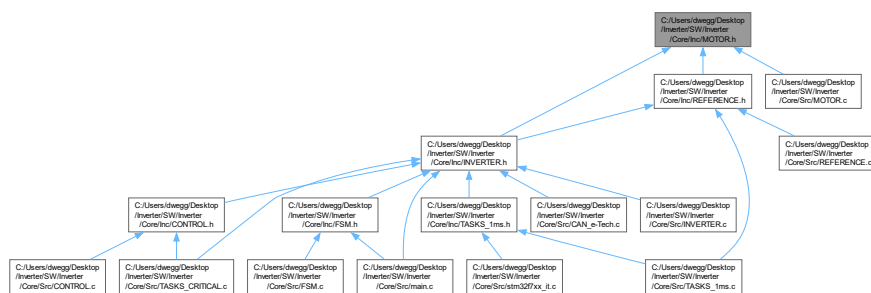 C:/Users/dwegg/Desktop
/Inverter/SW/Inverter
/Core/Inc/MOTOR.h
C:/Users/dwegg/Desktop
/Inverter/SW/Inverter
/Core/Inc/REFERENCE.h
C:/Users/dwegg/Desktop
/Inverter/SW/Inverter
/Core/Src/MOTOR.c
C:/Users/dwegg/Desktop
/Inverter/SW/Inverter
/Core/Inc/INVERTER.h
C:/Users/dwegg/Desktop
/Inverter/SW/Inverter
/Core/Src/REFERENCE.c
C:/Users/dwegg/Desktop
/Inverter/SW/Inverter
/Core/Inc/CONTROL.h
C:/Users/dwegg/Desktop
/Inverter/SW/Inverter
/Core/Inc/FSM.h
C:/Users/dwegg/Desktop
/Inverter/SW/Inverter
/Core/Inc/TASKS_1ms.h
C:/Users/dwegg/Desktop
/Inverter/SW/Inverter
/Core/Src/CAN_e-Tech.c
C:/Users/dwegg/Desktop
/Inverter/SW/Inverter
/Core/Src/INVERTER.c
C:/Users/dwegg/Desktop
/Inverter/SW/Inverter
/Core/Src/CONTROL.c
C:/Users/dwegg/Desktop
/Inverter/SW/Inverter
/Core/Src/TASKS_CRITICAL.c
C:/Users/dwegg/Desktop
/Inverter/SW/Inverter
/Core/Src/FSM.c
C:/Users/dwegg/Desktop
/Inverter/SW/Inverter
/Core/Src/main.c
C:/Users/dwegg/Desktop
/Inverter/SW/Inverter
/Core/Src/stm32f7xx_it.c
C:/Users/dwegg/Desktop
/Inverter/SW/Inverter
/Core/Src/TASKS_1ms.c